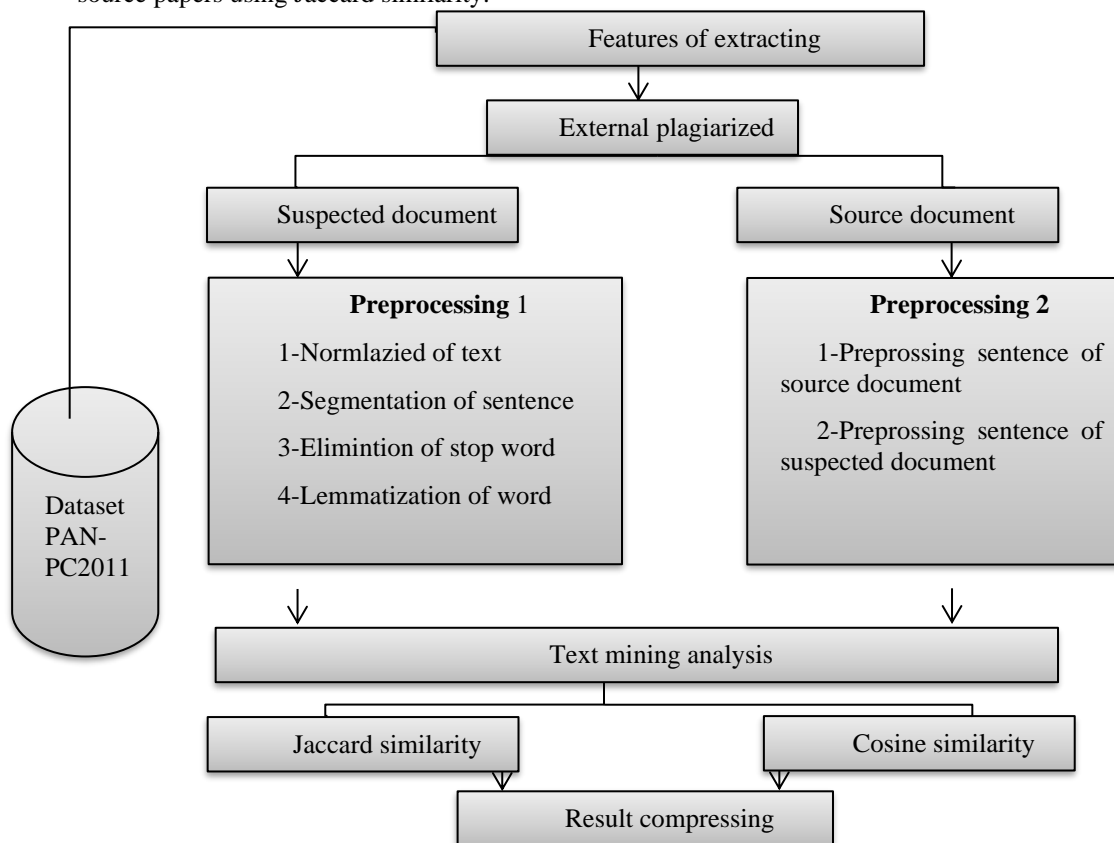 source papers using Jaccard similarity.
Features of extracting
External plagiarized
Suspected document
Source document
Preprocessing 1
1-Normlazied of text
2-Segmentation of sentence
3-Elimintion of stop word
4-Lemmatization of word
Preprocessing 2
1-Preprossing sentence of
source document
2-Preprossing sentence of
suspected document
Dataset
PAN-
PC2011
Text mining analysis
Jaccard similarity
Cosine similarity
Result compressing